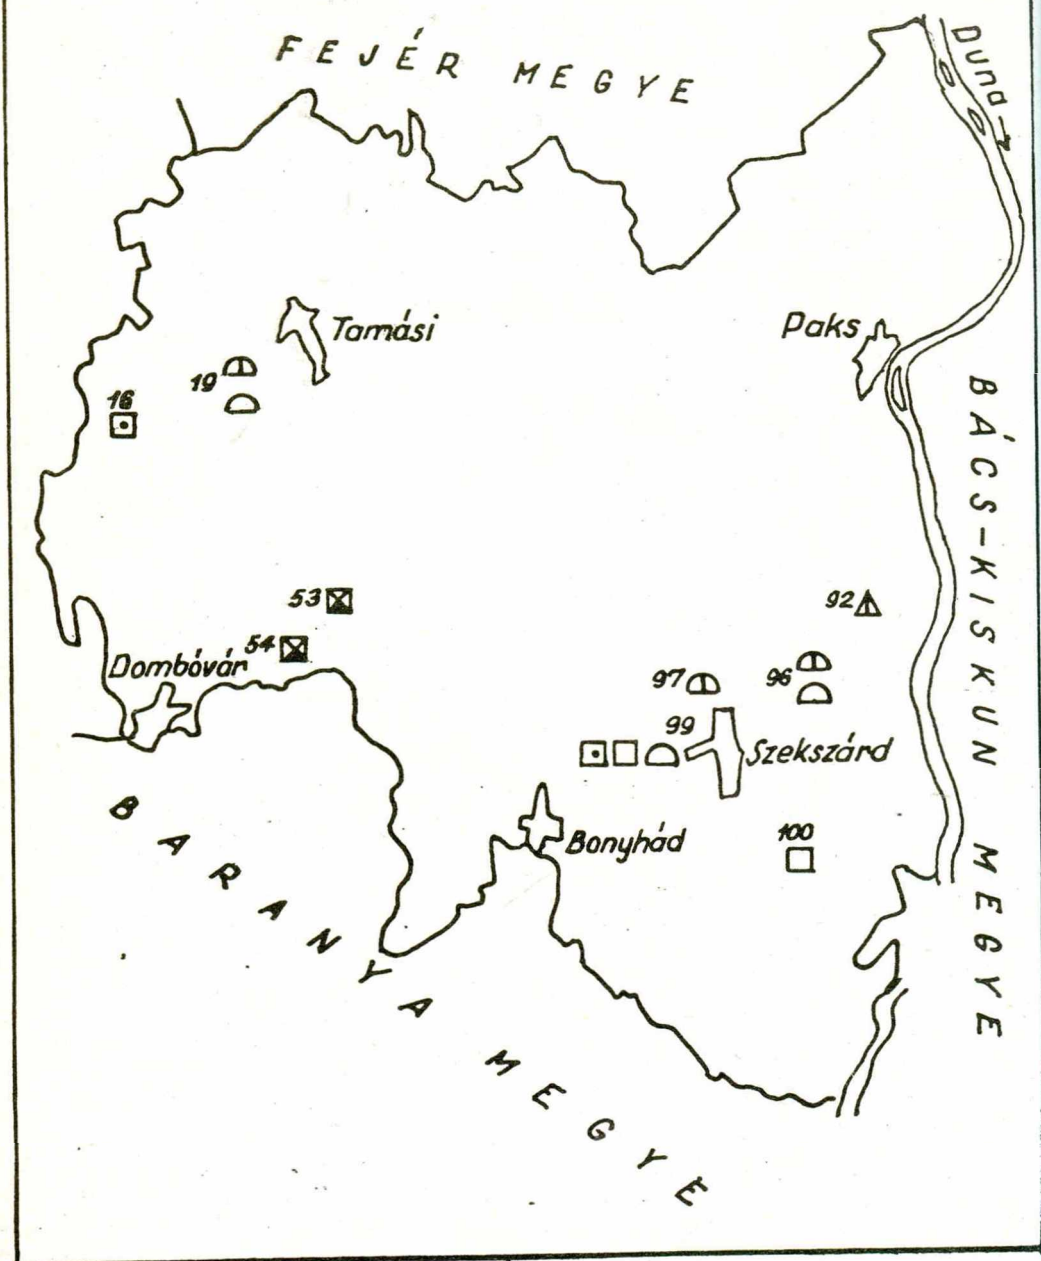 FEJÉR MEGYE
Duna
Tamási
Paks
19
16
BÁCS-KISKUN MEGYE
53
92
54
Dombóvár
97
96
99
Szekszárd
100
Bonyhád
BARANYA MEGYE